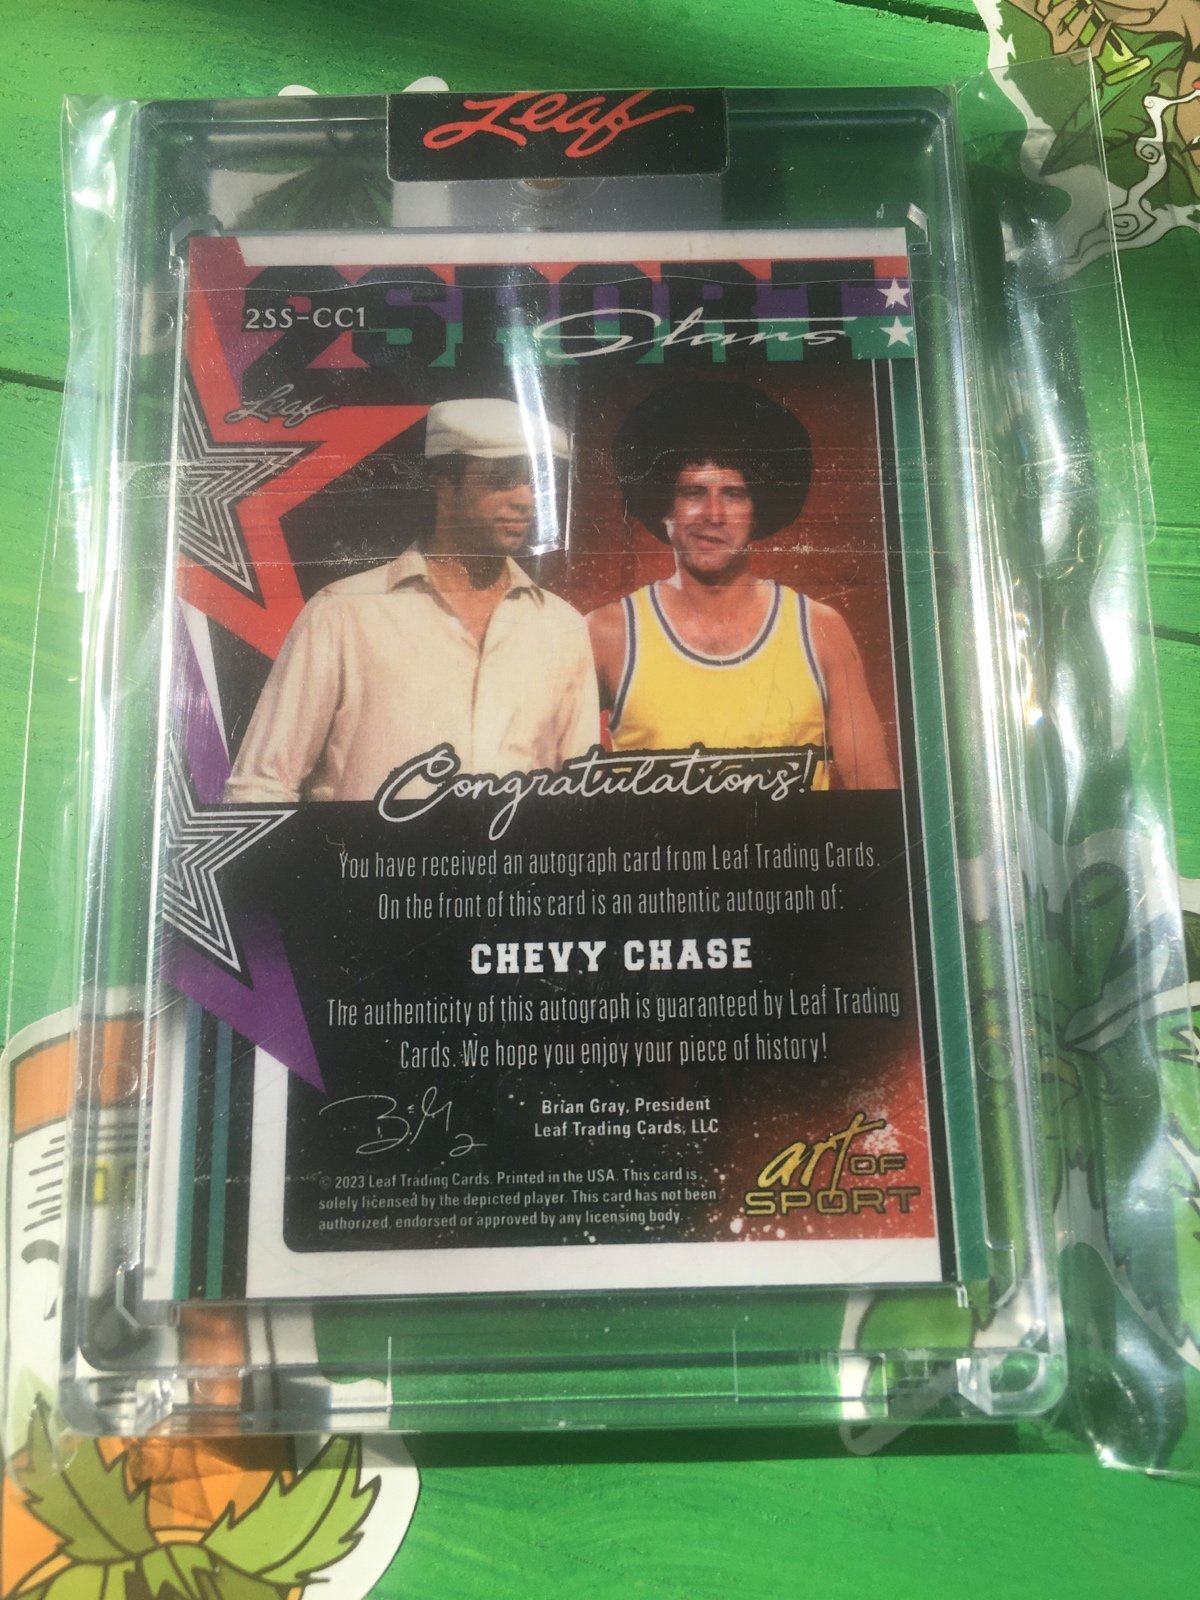 Leaf
2SPORT
2SS-CC1
Stars
Leaf
Congratulations!
You have received an autograph card from Leaf Trading Cards.
On the front of this card is an authentic autograph of:
CHEVY CHASE
The authenticity of this autograph is guaranteed by Leaf Trading
Cards. We hope you enjoy your piece of history!
Brian Gray, President
Leaf Trading Cards, LLC
© 2023 Leaf Trading Cards. Printed in the USA. This card is
solely licensed by the depicted player. This card has not been
authorized, endorsed or approved by any licensing body.
art OF
SPORT